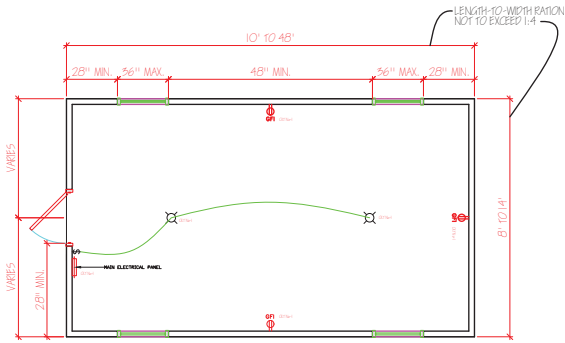 LENGTH-TO-WIDTH RATION
NOT TO EXCEED 1:4
10' TO 48'
28" MIN.
36" MAX.
48" MIN.
36" MAX.
28" MIN.
GFI
VARIES
8' TO 14'
S
MAIN ELECTRICAL PANEL
VARIES
28" MIN.
GFI